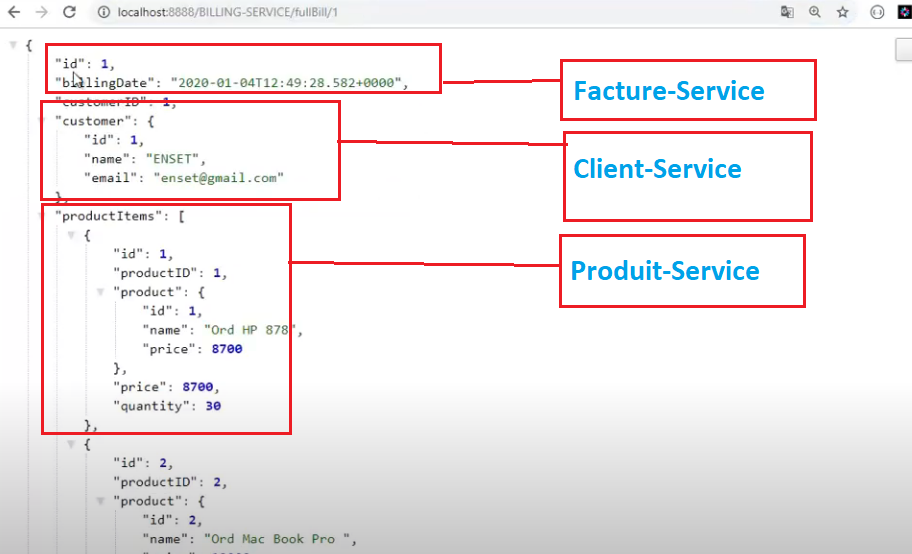 localhost:8888/BILLING-SERVICE/fullBill/1
{
"id": 1,
"billingDate": "2020-01-04T12:49:28.582+0000",
"customerID": 1,
"customer": {
"id": 1,
"name": "ENSET",
"email": "enset@gmail.com"
},
"productItems": [
{
"id": 1,
"productID": 1,
"product": {
"id": 1,
"name": "Ord HP 878",
"price": 8700
},
"price": 8700,
"quantity": 30
},
{
"id": 2,
"productID": 2,
"product": {
"id": 2,
"name": "Ord Mac Book Pro ",
Facture-Service
Client-Service
Produit-Service